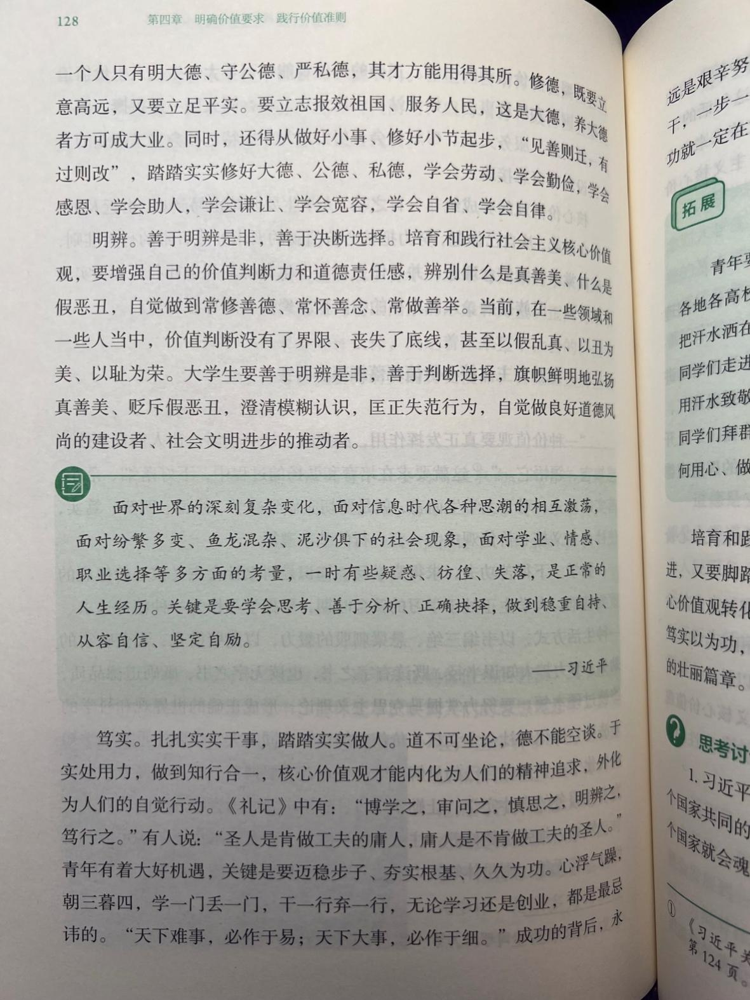 128
第四章　明确价值要求　践行价值准则
一个人只有明大德、守公德、严私德，其才方能用得其所。修德，既要立
意高远，又要立足平实。要立志报效祖国、服务人民，这是大德，养大德
者方可成大业。同时，还得从做好小事、修好小节起步，“见善则迁，有
过则改”，踏踏实实修好大德、公德、私德，学会劳动、学会勤俭，学会
感恩、学会助人，学会谦让、学会宽容，学会自省、学会自律。
明辨。善于明辨是非，善于决断选择。培育和践行社会主义核心价值
观，要增强自己的价值判断力和道德责任感，辨别什么是真善美、什么是
假恶丑，自觉做到常修善德、常怀善念、常做善举。当前，在一些领域和
一些人当中，价值判断没有了界限、丧失了底线，甚至以假乱真、以丑为
美、以耻为荣。大学生要善于明辨是非，善于判断选择，旗帜鲜明地弘扬
真善美、贬斥假恶丑，澄清模糊认识，匡正失范行为，自觉做良好道德风
尚的建设者、社会文明进步的推动者。
面对世界的深刻复杂变化，面对信息时代各种思潮的相互激荡，
面对纷繁多变、鱼龙混杂、泥沙俱下的社会现象，面对学业、情感、
职业选择等多方面的考量，一时有些疑惑、彷徨、失落，是正常的
人生经历。关键是要学会思考、善于分析、正确抉择，做到稳重自持、
从容自信、坚定自励。
——习近平
笃实。扎扎实实干事，踏踏实实做人。道不可坐论，德不能空谈。于
实处用力，做到知行合一，核心价值观才能内化为人们的精神追求，外化
为人们的自觉行动。《礼记》中有：“博学之，审问之，慎思之，明辨之，
笃行之。”有人说：“圣人是肯做工夫的庸人，庸人是不肯做工夫的圣人。”
青年有着大好机遇，关键是要迈稳步子、夯实根基、久久为功。心浮气躁，
朝三暮四，学一门丢一门，干一行弃一行，无论学习还是创业，都是最忌
讳的。“天下难事，必作于易；天下大事，必作于细。”成功的背后，永
远是艰辛努
干，一步一
功就一定在
拓展
青年要
各地各高校
把汗水洒在
同学们走进
用汗水致敬
同学们拜群
何用心、做
培育和践
进，又要脚踏
心价值观转化
笃实以为功，
的壮丽篇章。
思考讨
1. 习近平
个国家共同的
个国家就会魂
①
《习近平关
第124页。